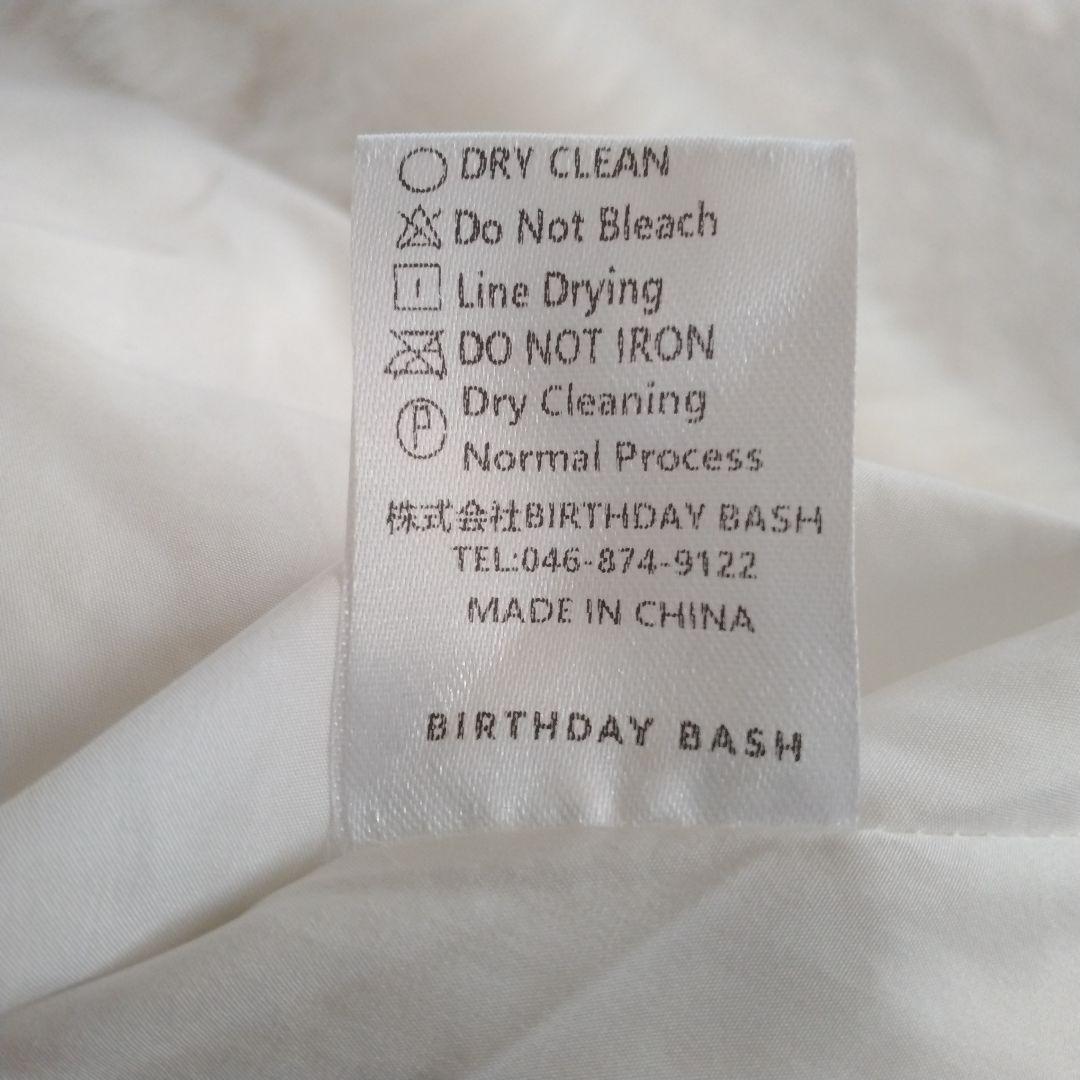 DRY CLEAN
Do Not Bleach
Line Drying
DO NOT IRON
P Dry Cleaning
Normal Process
株式会社BIRTHDAY BASH
TEL:046-874-9122
MADE IN CHINA
BIRTHDAY BASH